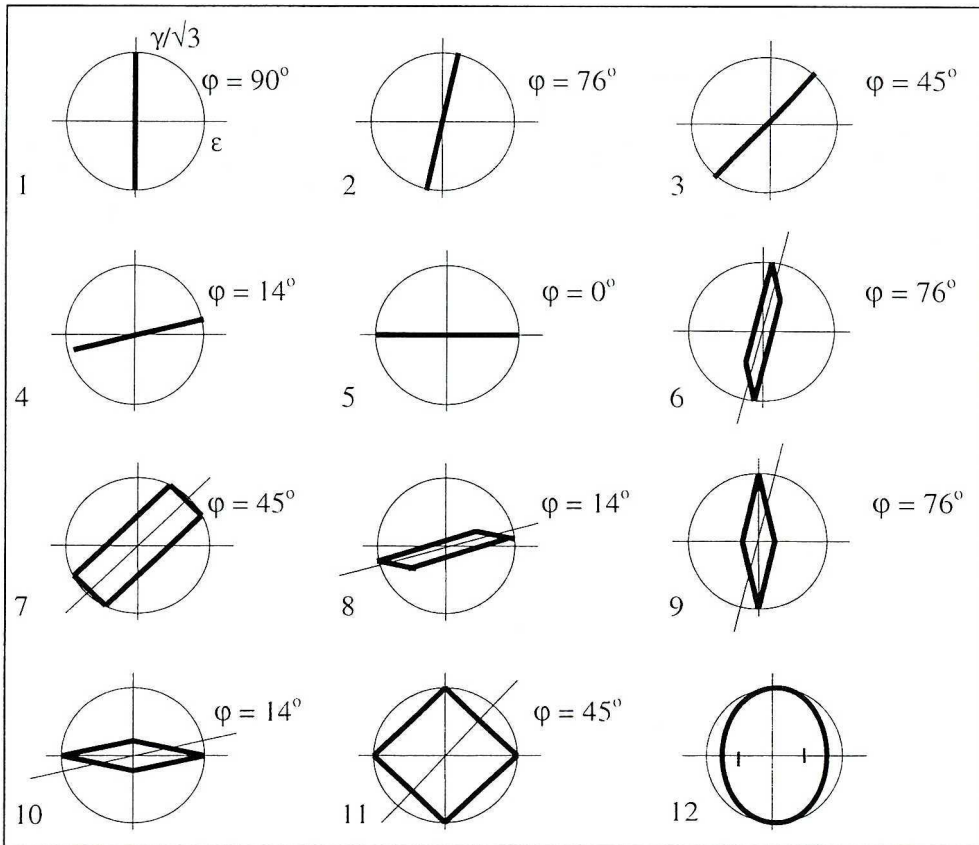 γ/√3
φ = 90°
ε
1
φ = 76°
2
φ = 45°
3
φ = 14°
4
φ = 0°
5
φ = 76°
6
φ = 45°
7
φ = 14°
8
φ = 76°
9
φ = 14°
10
φ = 45°
11
12